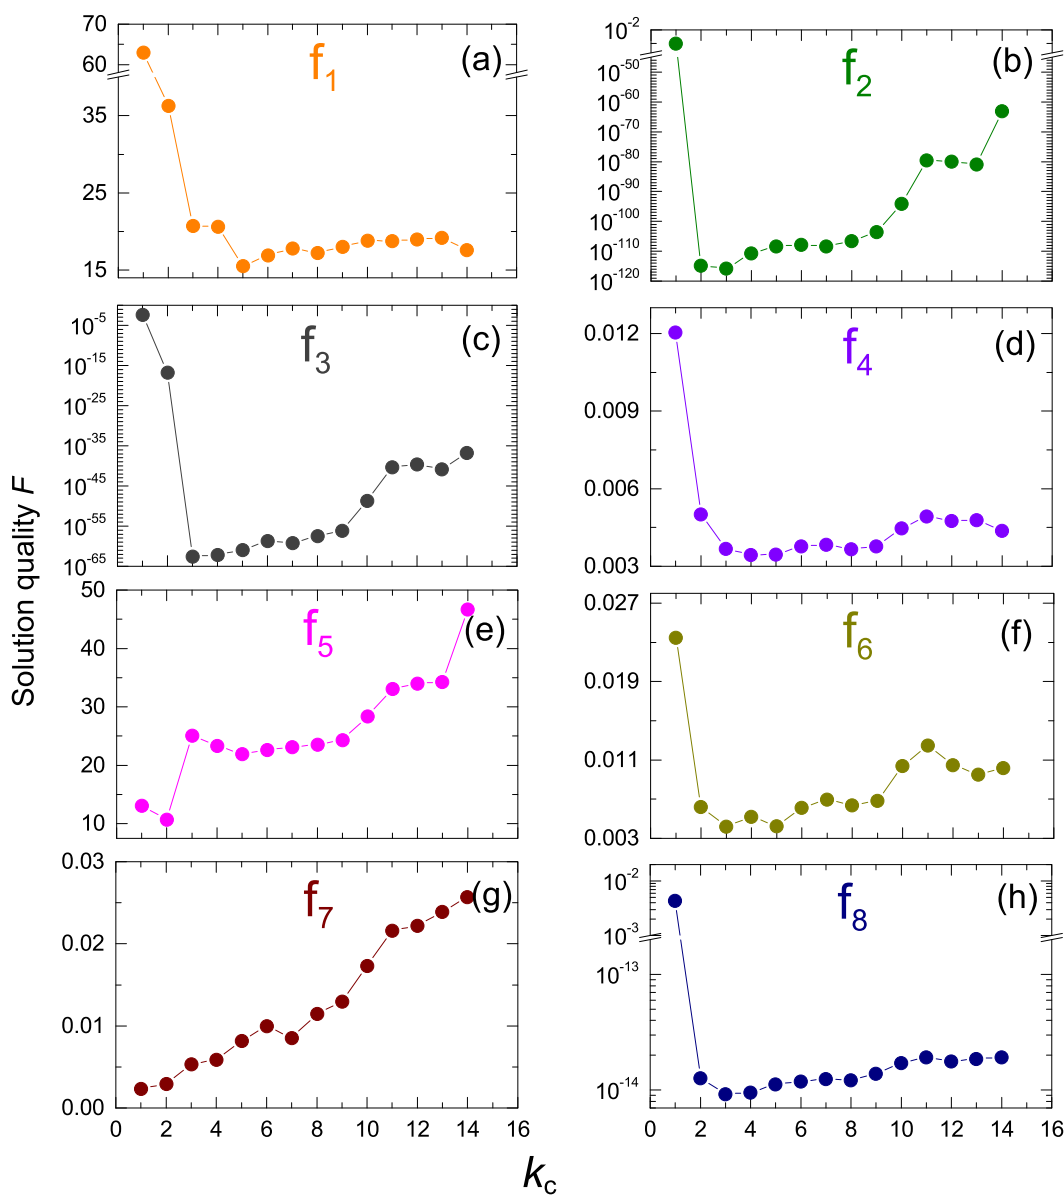 Solution quality F
70
60
35
25
15
f1
(a)
10-2
10-50
10-60
10-70
10-80
10-90
10-100
10-110
10-120
f2
(b)
10-5
10-15
10-25
10-35
10-45
10-55
10-65
f3
(c)
0.012
0.009
0.006
0.003
f4
(d)
50
40
30
20
10
f5
(e)
0.027
0.019
0.011
0.003
f6
(f)
0.03
0.02
0.01
0.00
f7
(g)
0 2 4 6 8 10 12 14 16
10-2
10-3
10-13
10-14
f8
(h)
0 2 4 6 8 10 12 14 16
kc